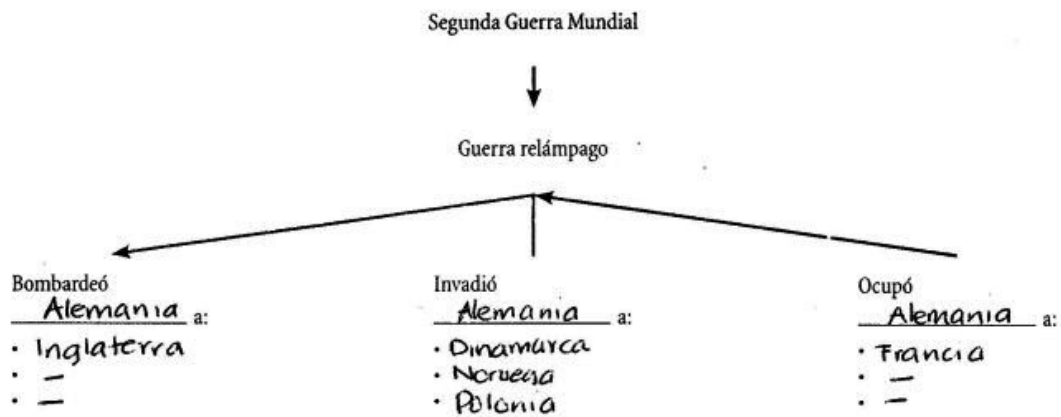 Segunda Guerra Mundial
Guerra relámpago
Bombardeó
Alemania a:
· Inglaterra
· –
· –
Invadió
Alemania a:
· Dinamarca
· Noruega
· Polonia
Ocupó
Alemania a:
· Francia
· –
· –